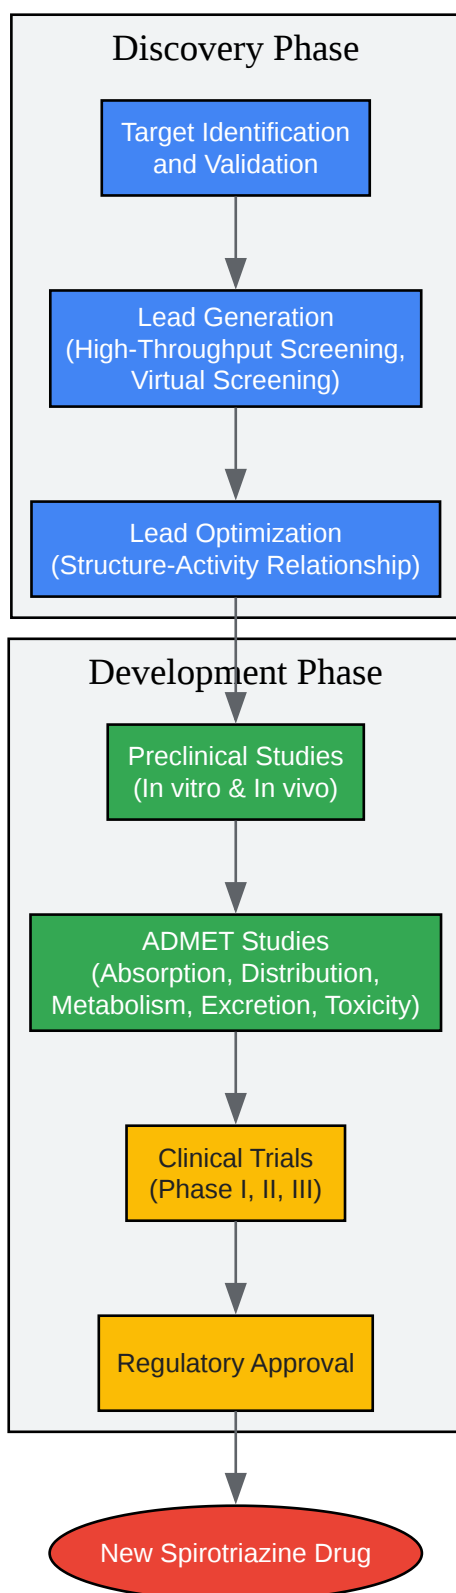 Discovery Phase
Target Identification
and Validation
Lead Generation
(High-Throughput Screening,
Virtual Screening)
Lead Optimization
(Structure-Activity Relationship)
Development Phase
Preclinical Studies
(In vitro & In vivo)
ADMET Studies
(Absorption, Distribution,
Metabolism, Excretion, Toxicity)
Clinical Trials
(Phase I, II, III)
Regulatory Approval
New Spirotriazine Drug